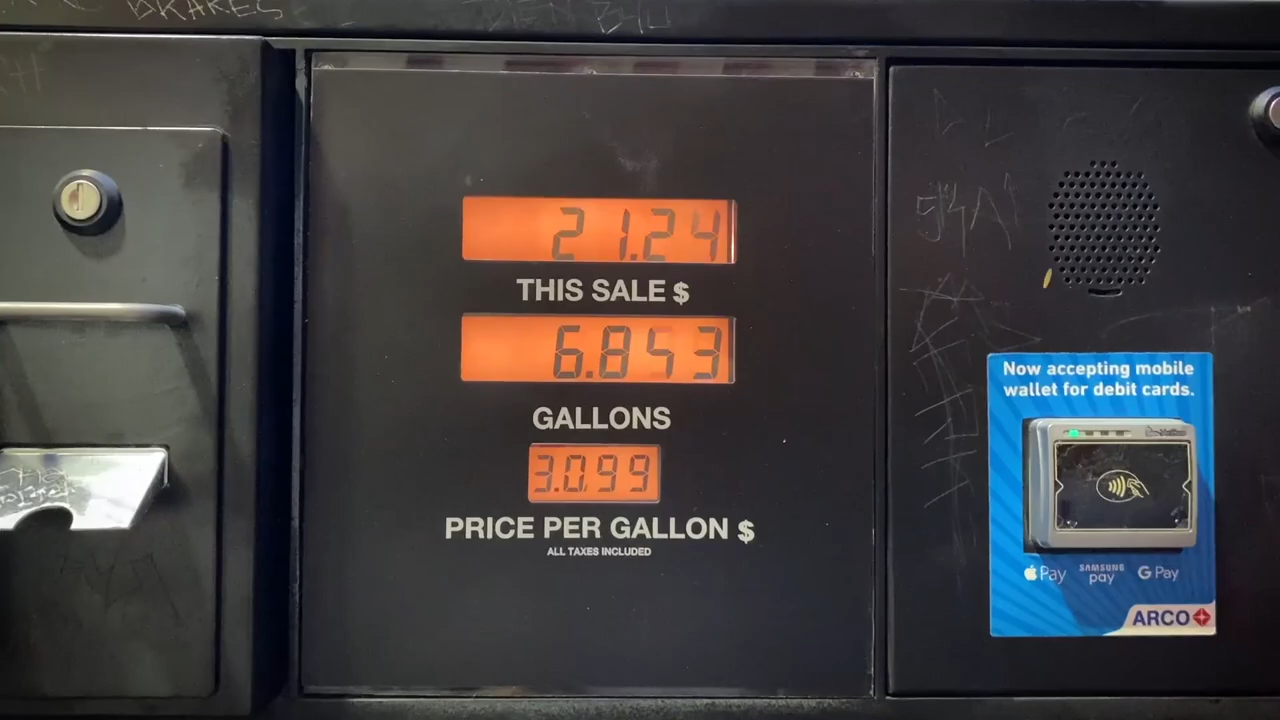 BRAKES
21.24
THIS SALE $
6.853
GALLONS
3.099
PRICE PER GALLON $
ALL TAXES INCLUDED
Now accepting mobile
wallet for debit cards.
Pay SAMSUNG pay G Pay
ARCO